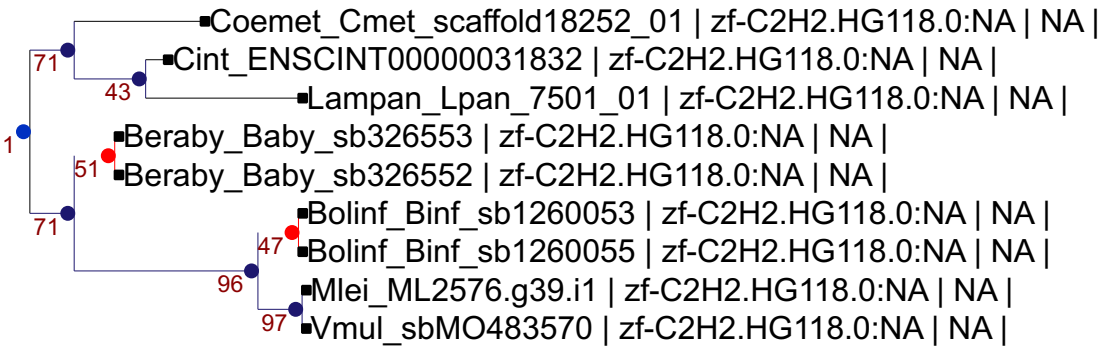 Coemet_Cmet_scaffold18252_01 | zf-C2H2.HG118.0:NA | NA |
71
Cint_ENSCINT00000031832 | zf-C2H2.HG118.0:NA | NA |
43
Lampan_Lpan_7501_01 | zf-C2H2.HG118.0:NA | NA |
1
Beraby_Baby_sb326553 | zf-C2H2.HG118.0:NA | NA |
51
Beraby_Baby_sb326552 | zf-C2H2.HG118.0:NA | NA |
71
Bolinf_Binf_sb1260053 | zf-C2H2.HG118.0:NA | NA |
47
Bolinf_Binf_sb1260055 | zf-C2H2.HG118.0:NA | NA |
96
Mlei_ML2576.g39.i1 | zf-C2H2.HG118.0:NA | NA |
97
Vmul_sbMO483570 | zf-C2H2.HG118.0:NA | NA |